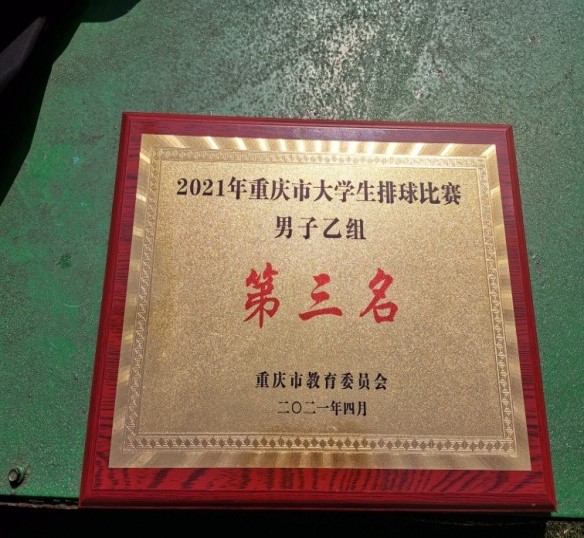 2021年重庆市大学生排球比赛
男子乙组
第三名
重庆市教育委员会
二〇二一年四月